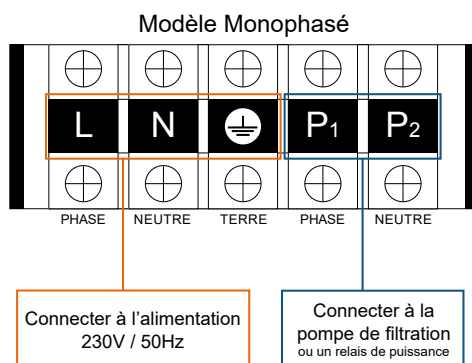 Modèle Monophasé
L N P1 P2
PHASE NEUTRE TERRE PHASE NEUTRE
Connecter à l'alimentation
230V / 50Hz
Connecter à la
pompe de filtration
ou un relais de puissance